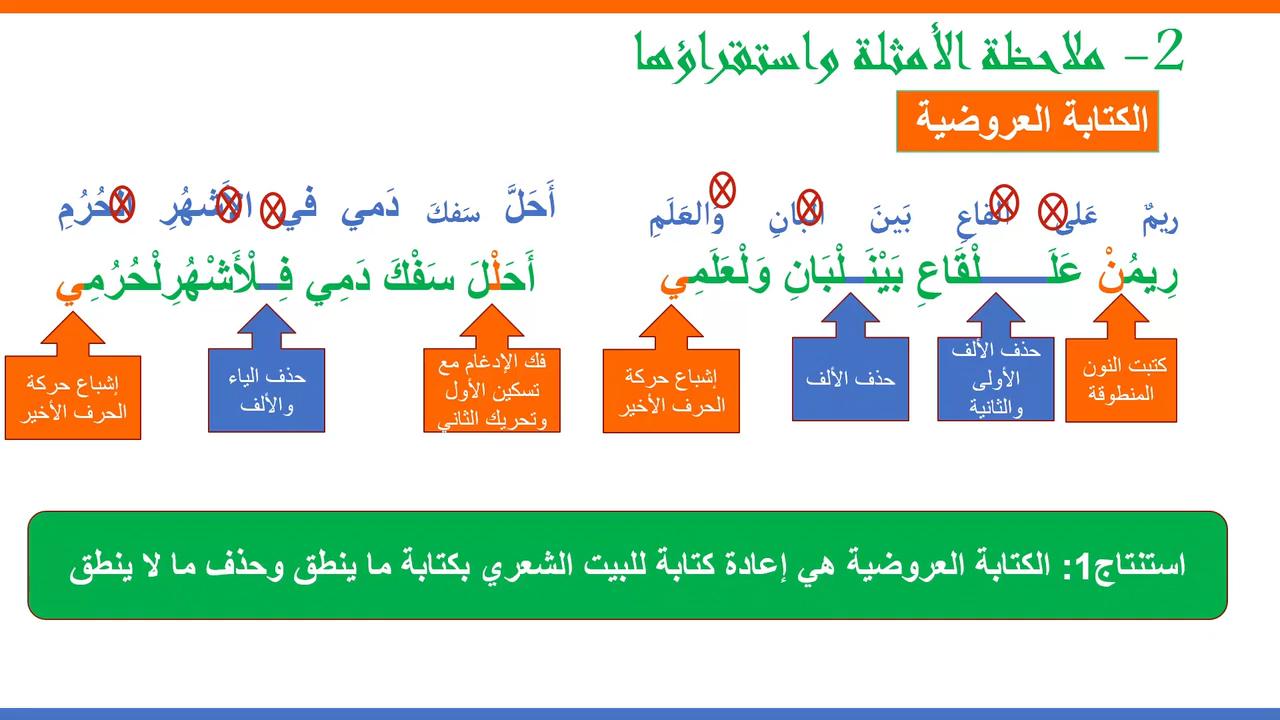 2- ملاحظة الأمثلة واستقراؤها
الكتابة العروضية
ريمٌ عَلى القاعِ بَينَ البانِ وَالعَلَمِ أَحَلَّ سَفكَ دَمي في الأَشهُرِ الحُرُمِ
رِيمُنْ عَلَـــــلْقَاعِ بَيْنَـــلْبَانِ وَلْعَلَمِي أَحَلْلَ سَفْكَ دَمِي فِـــلْأَشْهُرِلْحُرُمِي
كتبت النون المنطوقة
حذف الألف الأولى والثانية
حذف الألف
إشباع حركة الحرف الأخير
فك الإدغام مع تسكين الأول وتحريك الثاني
حذف الياء والألف
إشباع حركة الحرف الأخير
استنتاج1: الكتابة العروضية هي إعادة كتابة للبيت الشعري بكتابة ما ينطق وحذف ما لا ينطق